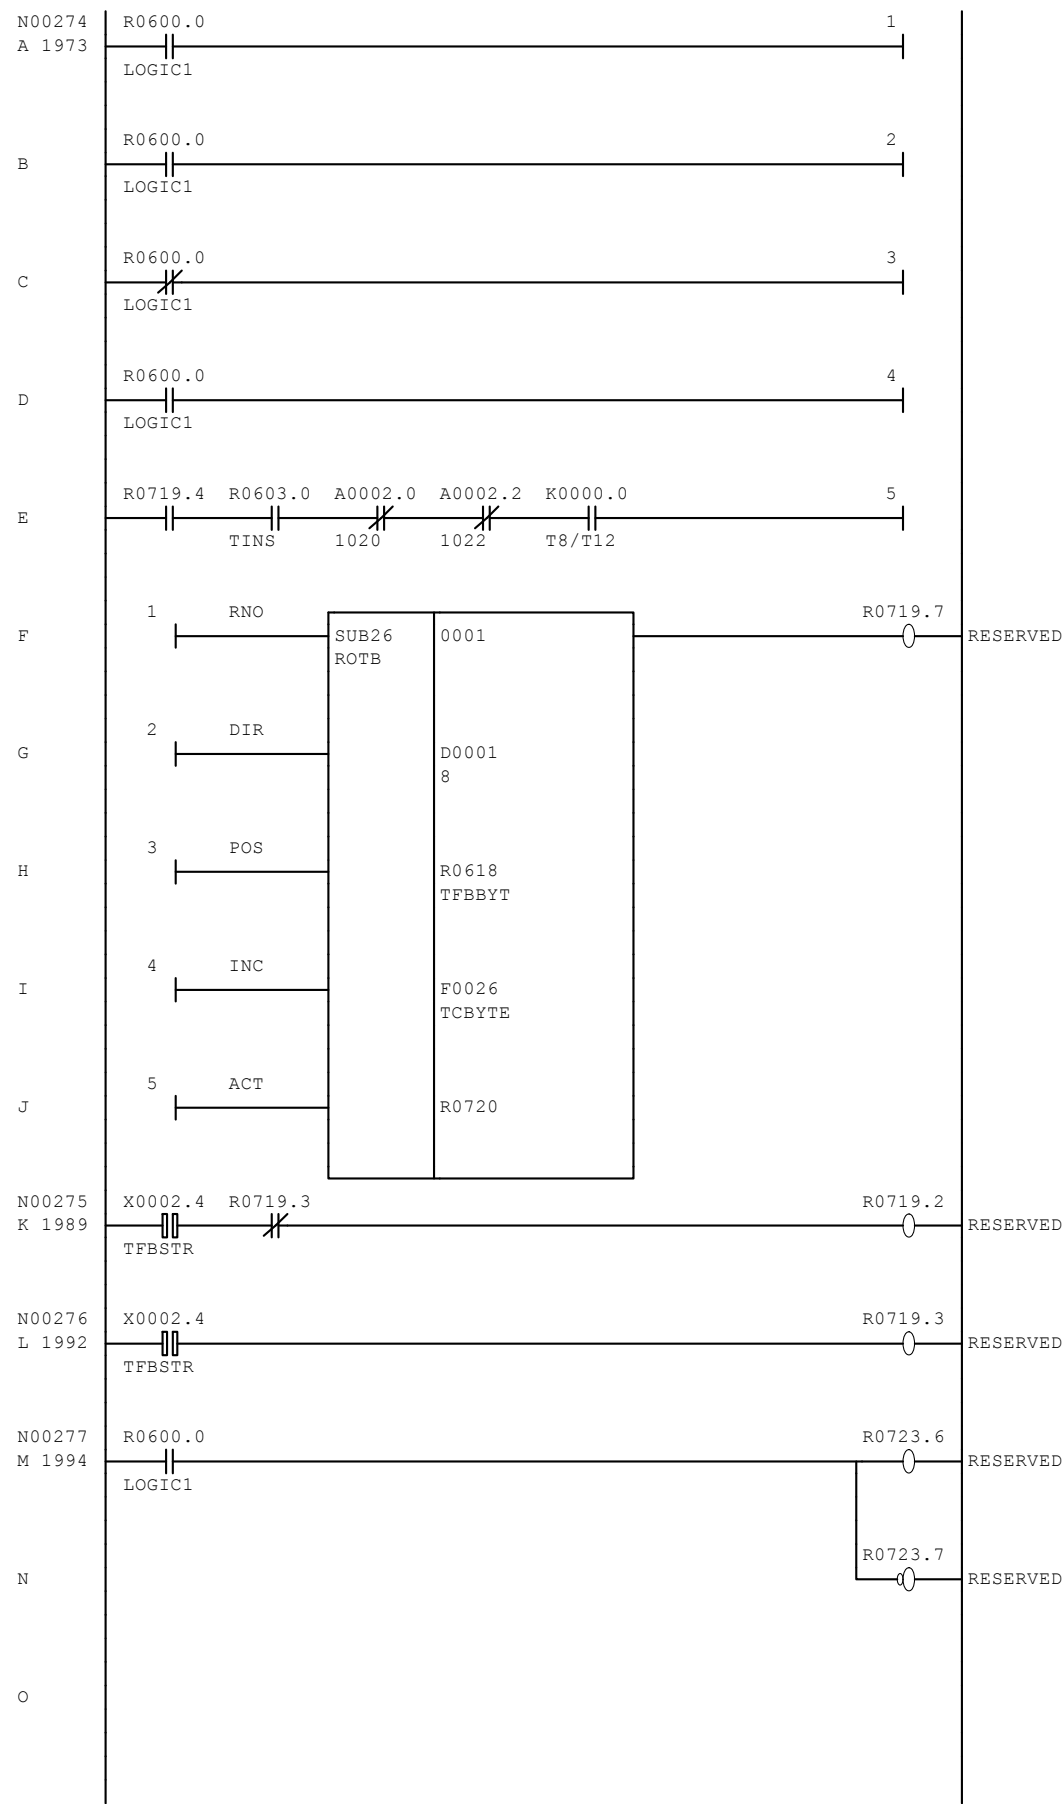 N00274 R0600.0 1
A 1973
LOGIC1
R0600.0 2
B
LOGIC1
R0600.0 3
C
LOGIC1
R0600.0 4
D
LOGIC1
R0719.4 R0603.0 A0002.0 A0002.2 K0000.0 5
E
TINS 1020 1022 T8/T12
1 RNO R0719.7
F SUB26 0001 RESERVED
ROTB
2 DIR
G D0001
8
3 POS
H R0618
TFBBYT
4 INC
I F0026
TCBYTE
5 ACT
J R0720
N00275 X0002.4 R0719.3 R0719.2
K 1989 RESERVED
TFBSTR
N00276 X0002.4 R0719.3
L 1992 RESERVED
TFBSTR
N00277 R0600.0 R0723.6
M 1994 RESERVED
LOGIC1
R0723.7
N RESERVED
O